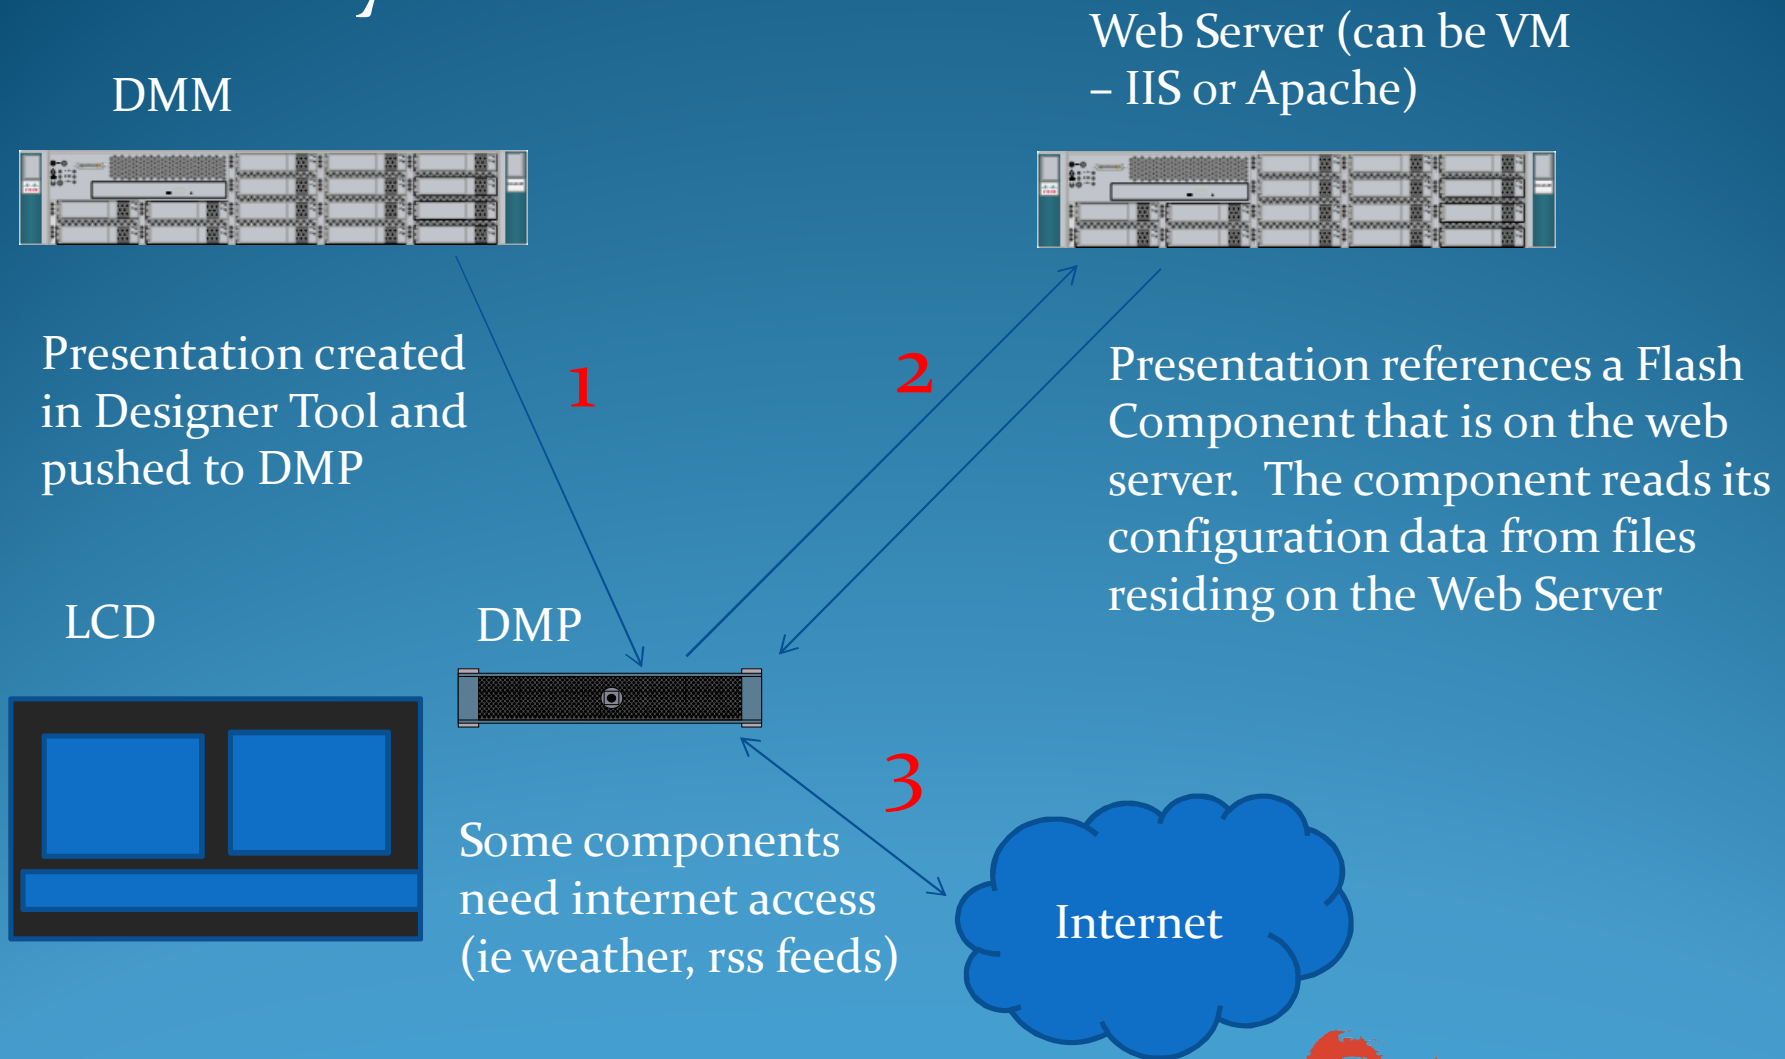 DMM
Web Server (can be VM
– IIS or Apache)
Presentation created
in Designer Tool and
pushed to DMP
1
2
Presentation references a Flash
Component that is on the web
server. The component reads its
configuration data from files
residing on the Web Server
LCD
DMP
3
Some components
need internet access
(ie weather, rss feeds)
Internet